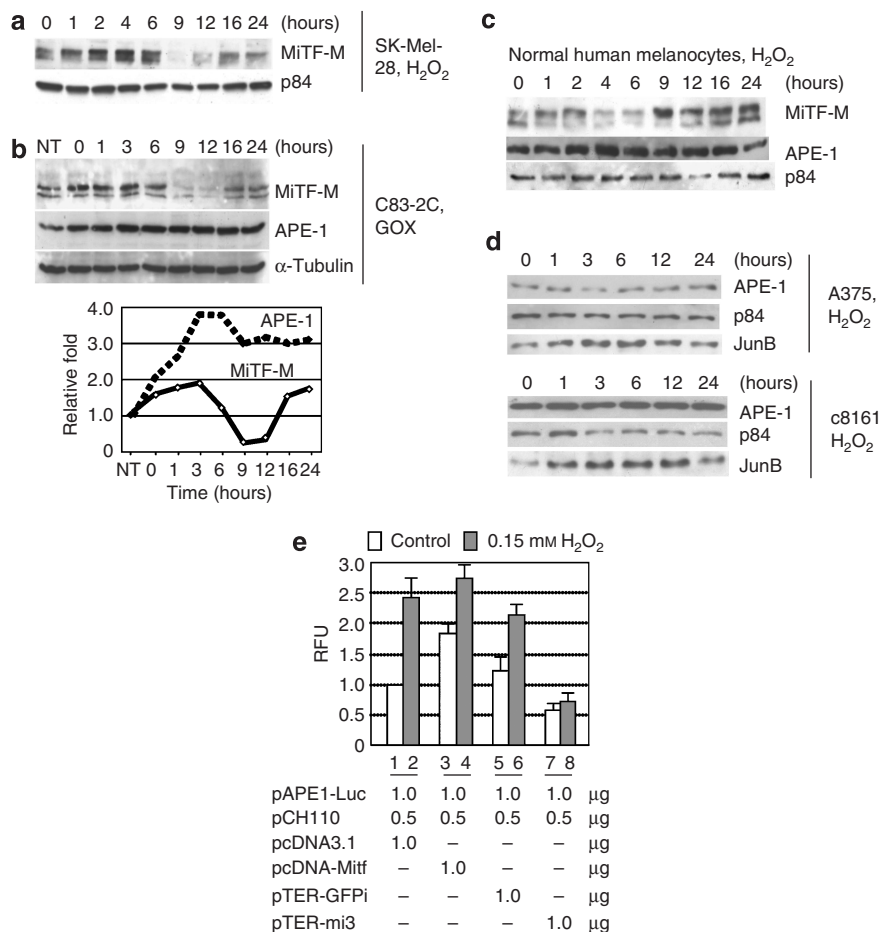 a
0 1 2 4 6 9 12 16 24 (hours)
MiTF-M
p84
SK-Mel-
28, H₂O₂
b
NT 0 1 3 6 9 12 16 24 (hours)
MiTF-M
APE-1
α-Tubulin
C83-2C,
GOX
4.0
3.0
2.0
1.0
0
Relative fold
APE-1
MiTF-M
NT 0 1 3 6 9 12 16 24
Time (hours)
c
Normal human melanocytes, H₂O₂
0 1 2 4 6 9 12 16 24 (hours)
MiTF-M
APE-1
p84
d
0 1 3 6 12 24 (hours)
APE-1
p84
JunB
A375,
H₂O₂
0 1 3 6 12 24 (hours)
APE-1
p84
JunB
c8161
H₂O₂
e
Control 0.15 mM H₂O₂
3.0
2.5
2.0
1.5
1.0
0.5
0
RFU
1 2 3 4 5 6 7 8
pAPE1-Luc 1.0 1.0 1.0 1.0 μg
pCH110 0.5 0.5 0.5 0.5 μg
pcDNA3.1 1.0 – – – μg
pcDNA-Mitf – 1.0 – – μg
pTER-GFPi – – 1.0 – μg
pTER-mi3 – – – 1.0 μg